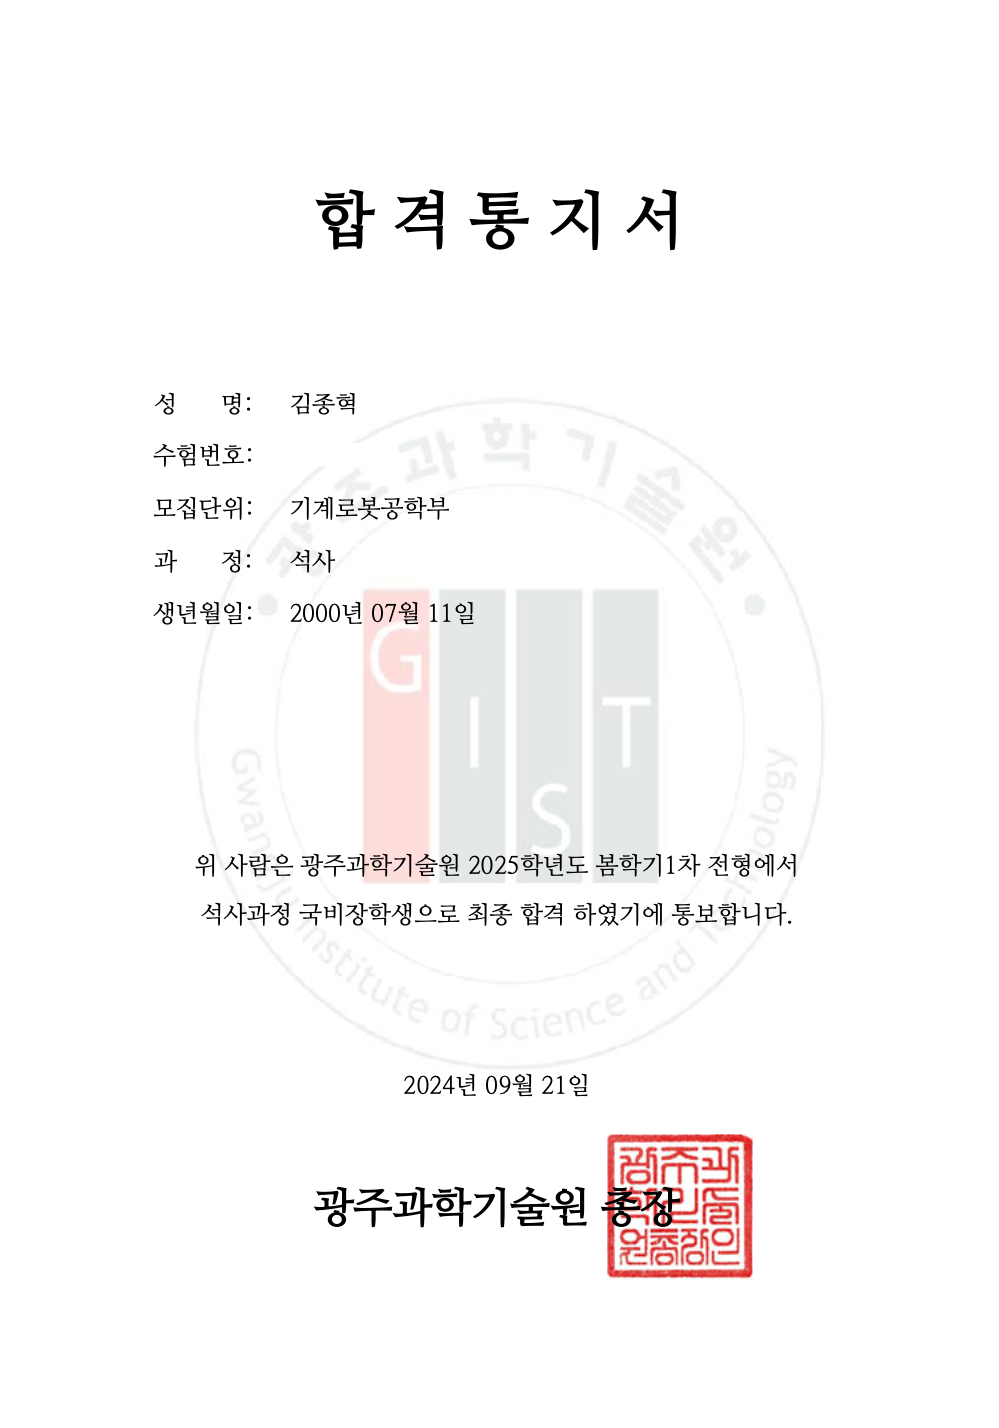 합격통지서
성 명: 김종혁
수험번호:
모집단위: 기계로봇공학부
과 정: 석사
생년월일: 2000년 07월 11일
광주과학기술원
GIST
Gwangju Institute of Science and Technology
위 사람은 광주과학기술원 2025학년도 봄학기1차 전형에서
석사과정 국비장학생으로 최종 합격 하였기에 통보합니다.
2024년 09월 21일
광주과학기술원 총장
광주과
학기술
원총장인